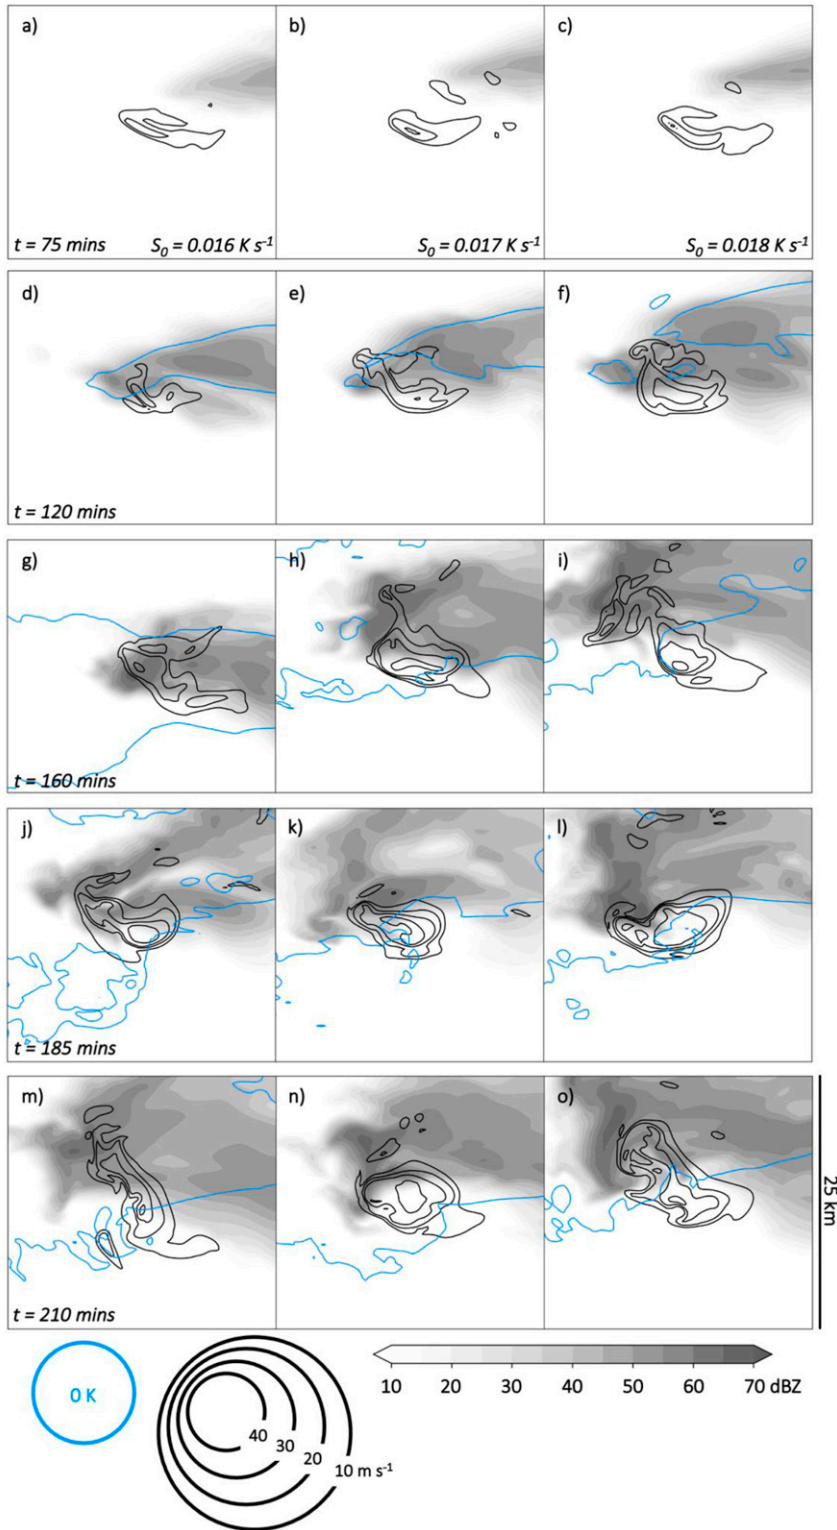 a)
b)
c)
t = 75 mins
S₀ = 0.016 K s⁻¹
S₀ = 0.017 K s⁻¹
S₀ = 0.018 K s⁻¹
d)
e)
f)
t = 120 mins
g)
h)
i)
t = 160 mins
j)
k)
l)
t = 185 mins
m)
n)
o)
t = 210 mins
25 km
0 K
40
30
20
10 m s⁻¹
10 20 30 40 50 60 70 dBZ